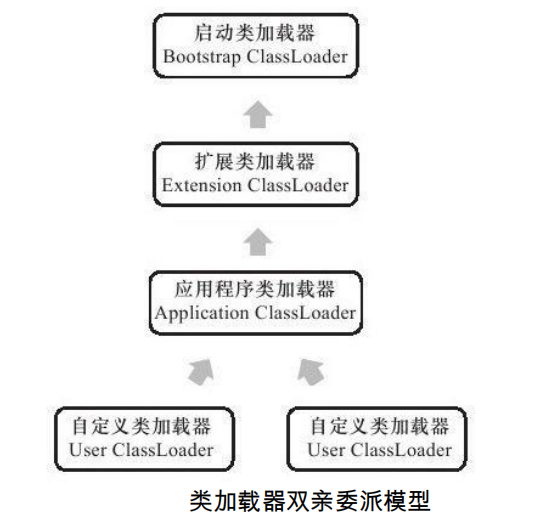 启动类加载器
Bootstrap ClassLoader
扩展类加载器
Extension ClassLoader
应用程序类加载器
Application ClassLoader
自定义类加载器
User ClassLoader
自定义类加载器
User ClassLoader
类加载器双亲委派模型